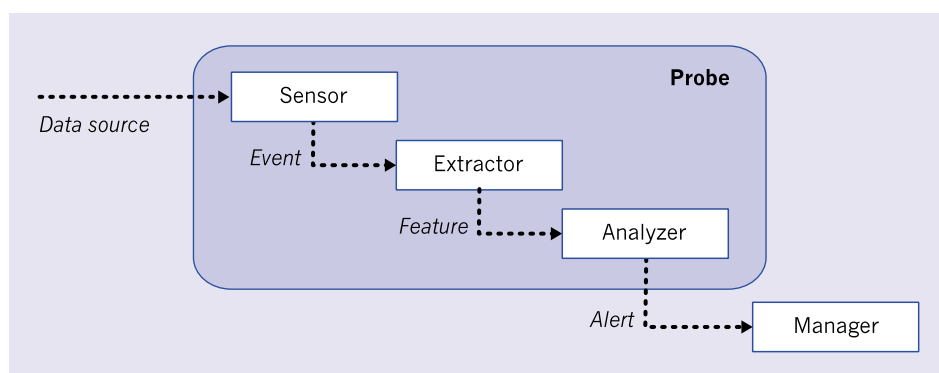 Probe
Sensor
Data source
Event
Extractor
Feature
Analyzer
Alert
Manager